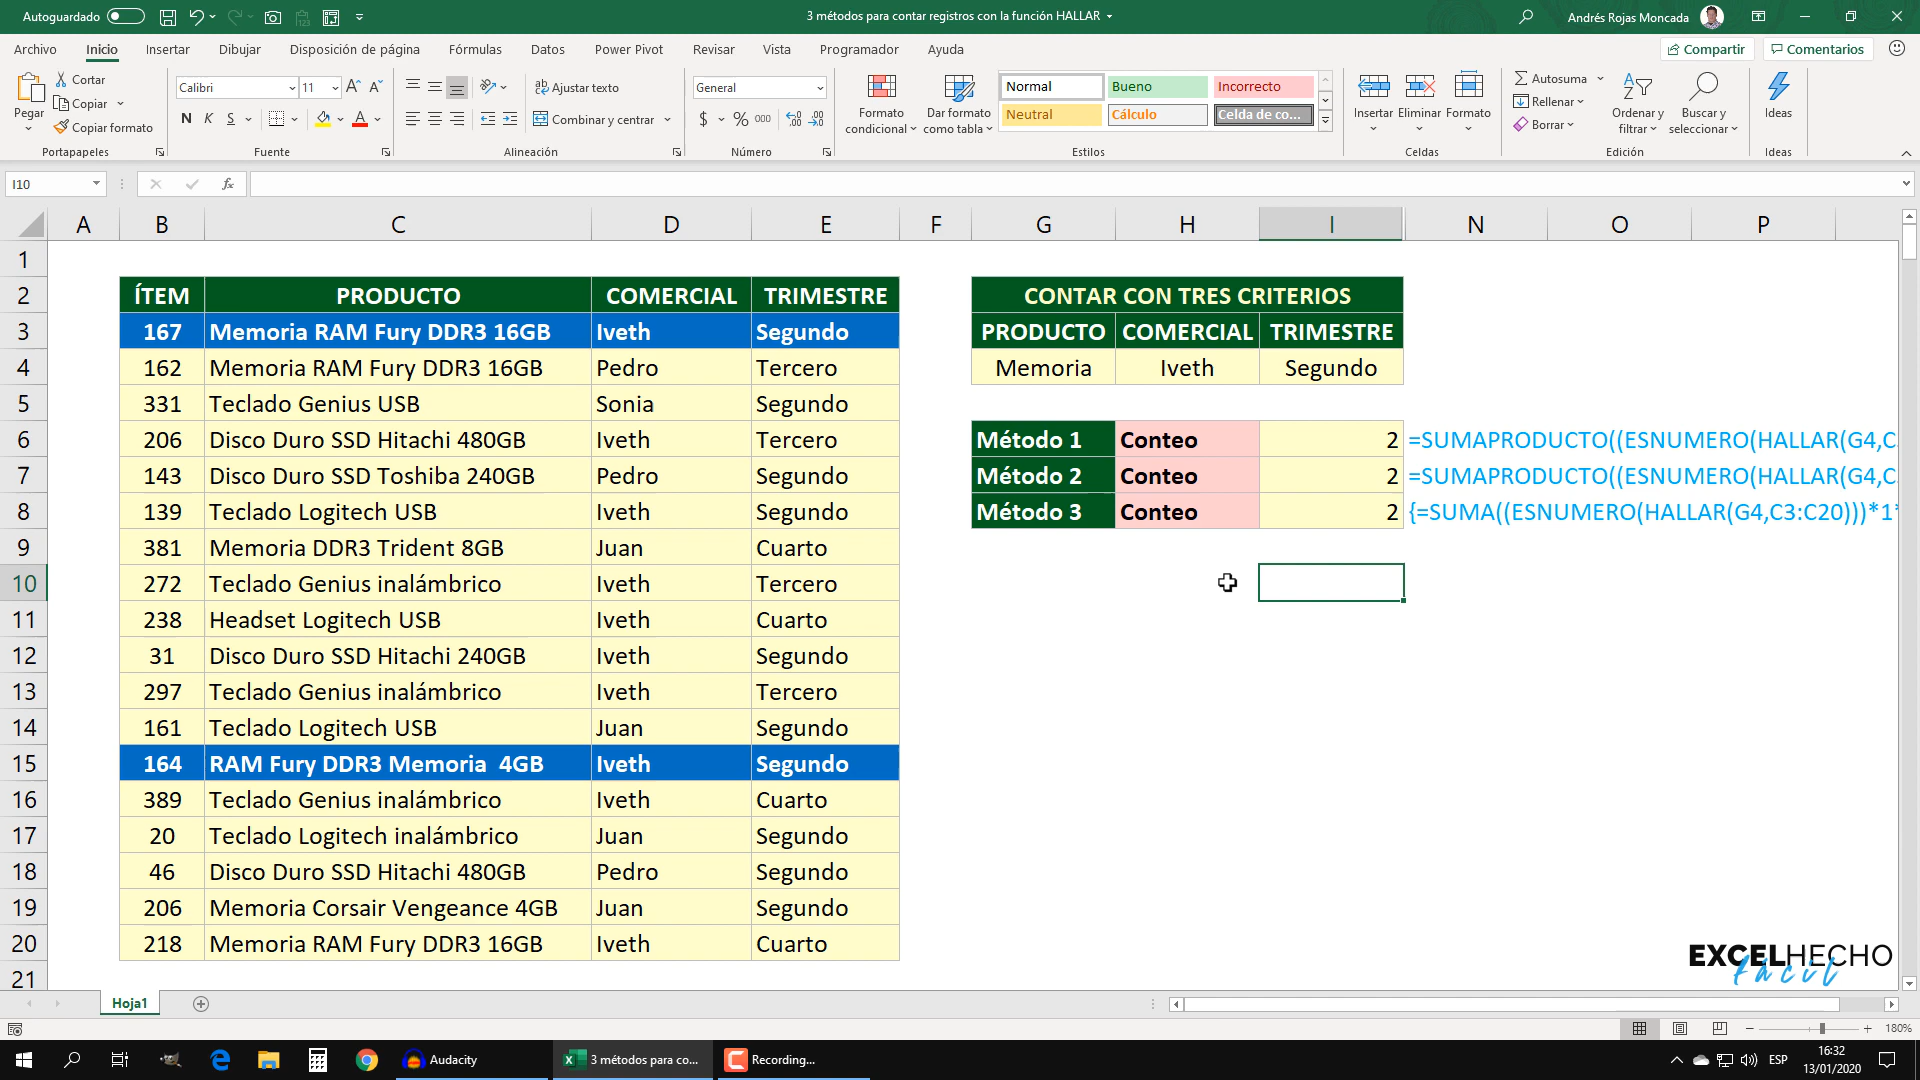 Autoguardado
3 métodos para contar registros con la función HALLAR
Andrés Rojas Moncada
Archivo Inicio Insertar Dibujar Disposición de página Fórmulas Datos Power Pivot Revisar Vista Programador Ayuda
Compartir Comentarios
Pegar
Cortar
Copiar
Copiar formato
Portapapeles
Calibri 11
N K S
Fuente
Ajustar texto
Combinar y centrar
Alineación
General
$ % 000
Número
Formato condicional
Dar formato como tabla
Normal Bueno Incorrecto
Neutral Cálculo Celda de co...
Estilos
Insertar Eliminar Formato
Celdas
Autosuma
Rellenar
Borrar
Ordenar y filtrar
Buscar y seleccionar
Edición
Ideas
Ideas
I10 fx
A B C D E F G H I N O P
1
2 ÍTEM PRODUCTO COMERCIAL TRIMESTRE CONTAR CON TRES CRITERIOS
3 167 Memoria RAM Fury DDR3 16GB Iveth Segundo PRODUCTO COMERCIAL TRIMESTRE
4 162 Memoria RAM Fury DDR3 16GB Pedro Tercero Memoria Iveth Segundo
5 331 Teclado Genius USB Sonia Segundo
6 206 Disco Duro SSD Hitachi 480GB Iveth Tercero Método 1 Conteo 2 =SUMAPRODUCTO((ESNUMERO(HALLAR(G4,C
7 143 Disco Duro SSD Toshiba 240GB Pedro Segundo Método 2 Conteo 2 =SUMAPRODUCTO((ESNUMERO(HALLAR(G4,C
8 139 Teclado Logitech USB Iveth Segundo Método 3 Conteo 2 {=SUMA((ESNUMERO(HALLAR(G4,C3:C20)))*1*
9 381 Memoria DDR3 Trident 8GB Juan Cuarto
10 272 Teclado Genius inalámbrico Iveth Tercero
11 238 Headset Logitech USB Iveth Cuarto
12 31 Disco Duro SSD Hitachi 240GB Iveth Segundo
13 297 Teclado Genius inalámbrico Iveth Tercero
14 161 Teclado Logitech USB Juan Segundo
15 164 RAM Fury DDR3 Memoria  4GB Iveth Segundo
16 389 Teclado Genius inalámbrico Iveth Cuarto
17 20 Teclado Logitech inalámbrico Juan Segundo
18 46 Disco Duro SSD Hitachi 480GB Pedro Segundo
19 206 Memoria Corsair Vengeance 4GB Juan Segundo
20 218 Memoria RAM Fury DDR3 16GB Iveth Cuarto
21
EXCELHECHO
fácil
Hoja1
180%
Audacity
3 métodos para co...
Recording...
ESP
16:32
13/01/2020